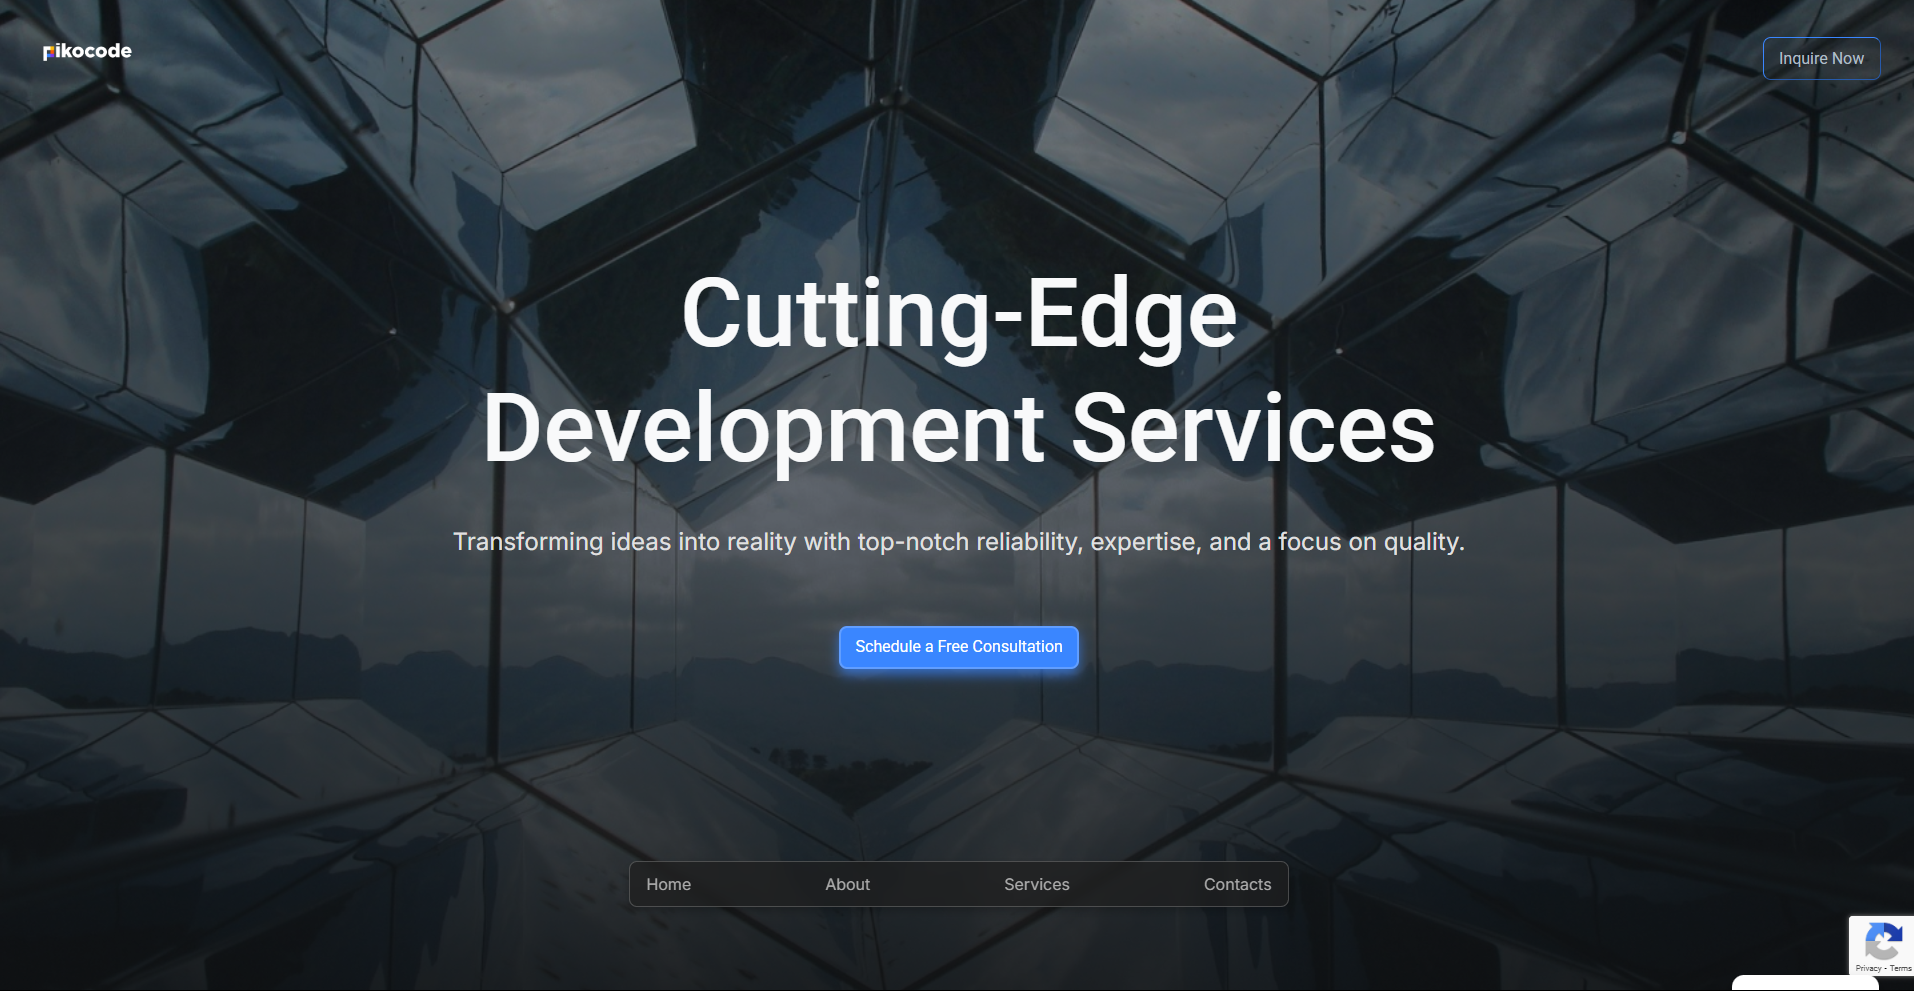 pikocode
Inquire Now
Cutting-Edge
Development Services
Transforming ideas into reality with top-notch reliability, expertise, and a focus on quality.
Schedule a Free Consultation
Home About Services Contacts
Privacy - Terms